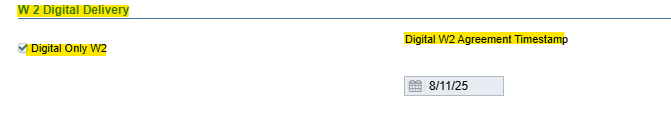 W 2 Digital Delivery
Digital Only W2
Digital W2 Agreement Timestamp
8/11/25